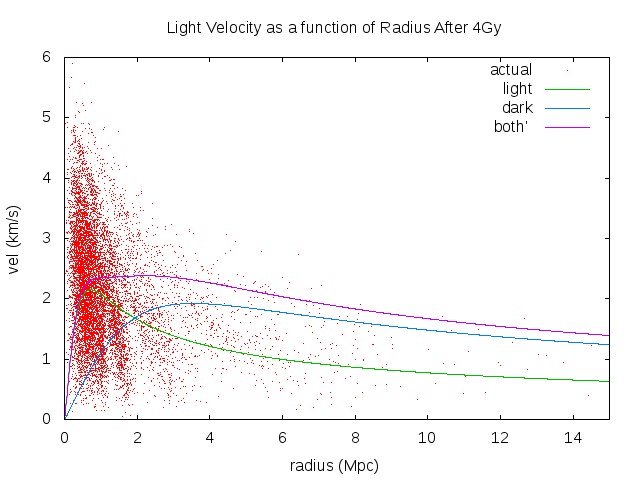 Light Velocity as a function of Radius After 4Gy
actual
light
dark
both'
6
5
4
3
2
1
0
vel (km/s)
0 2 4 6 8 10 12 14
radius (Mpc)